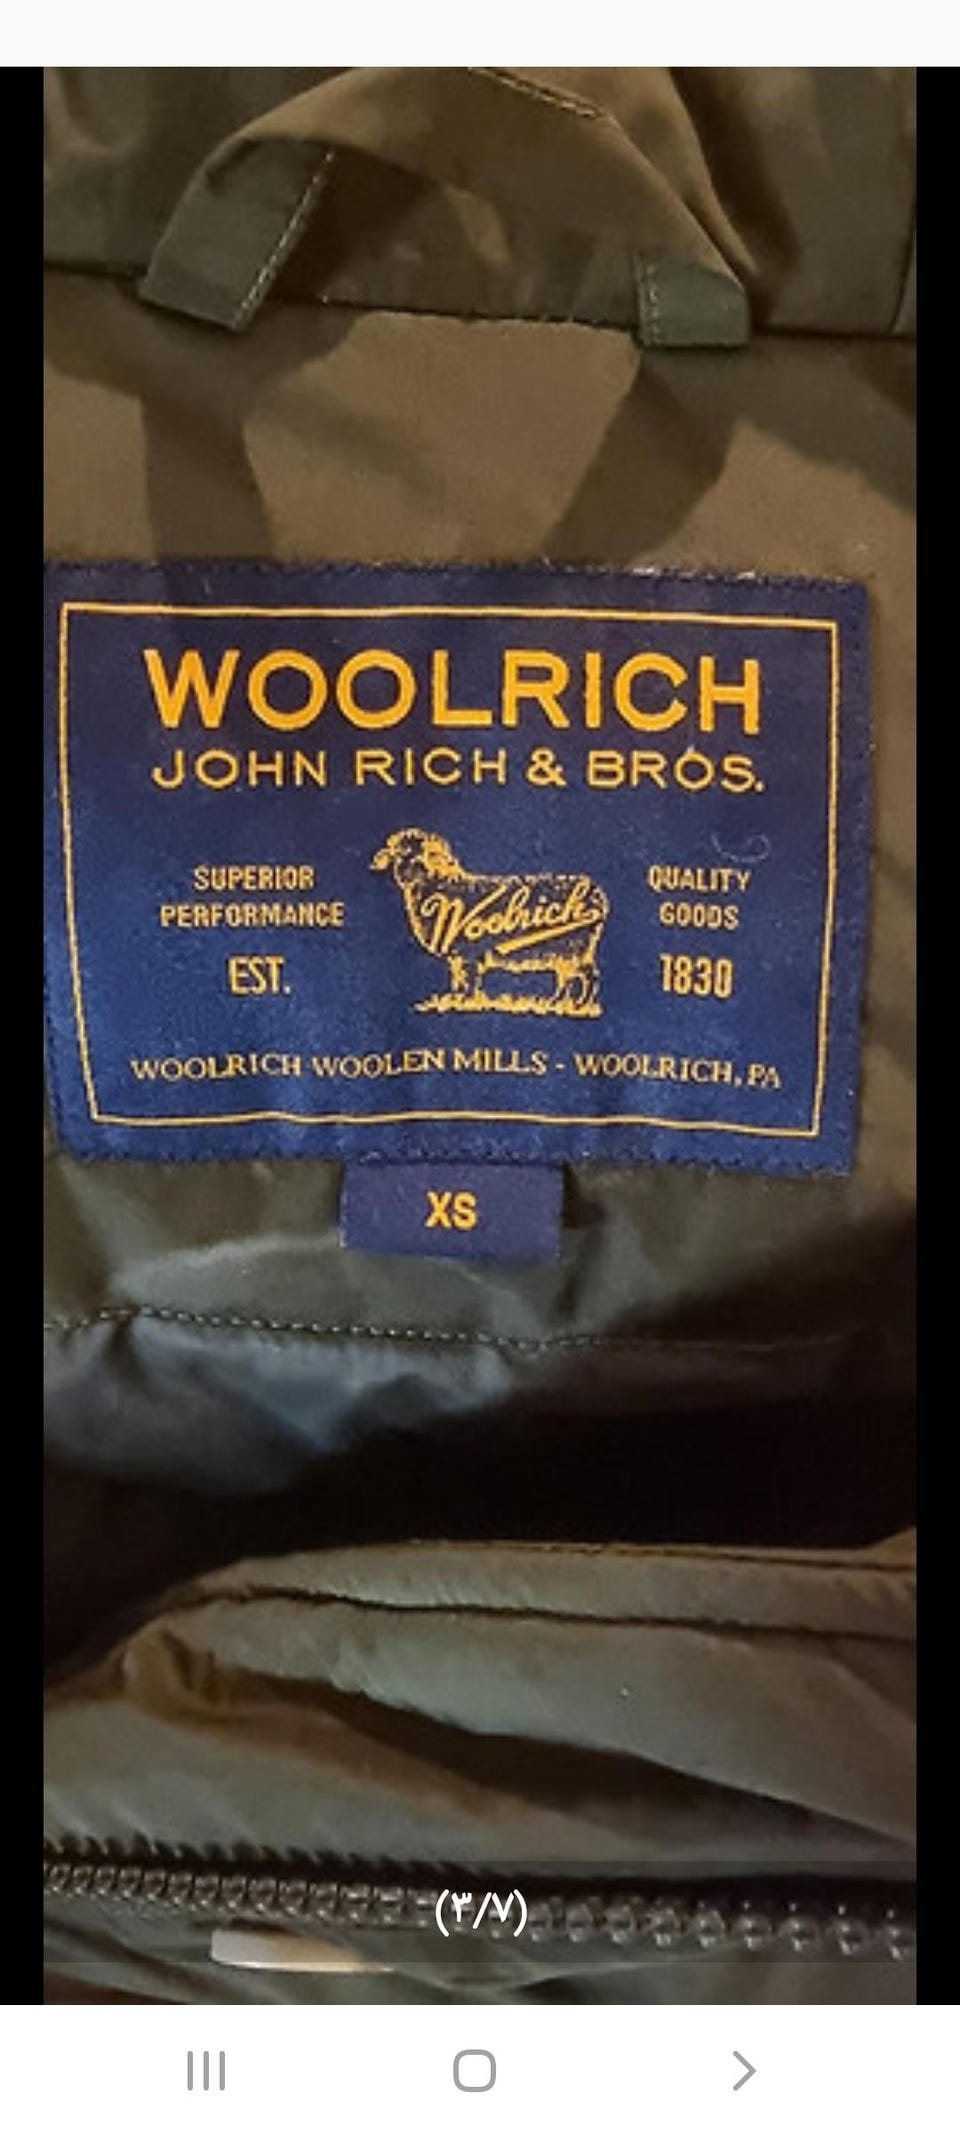 WOOLRICH
JOHN RICH & BROS.
SUPERIOR
PERFORMANCE
EST.
Woolrich
QUALITY
GOODS
1830
WOOLRICH WOOLEN MILLS - WOOLRICH, PA
XS
(۳/۷)